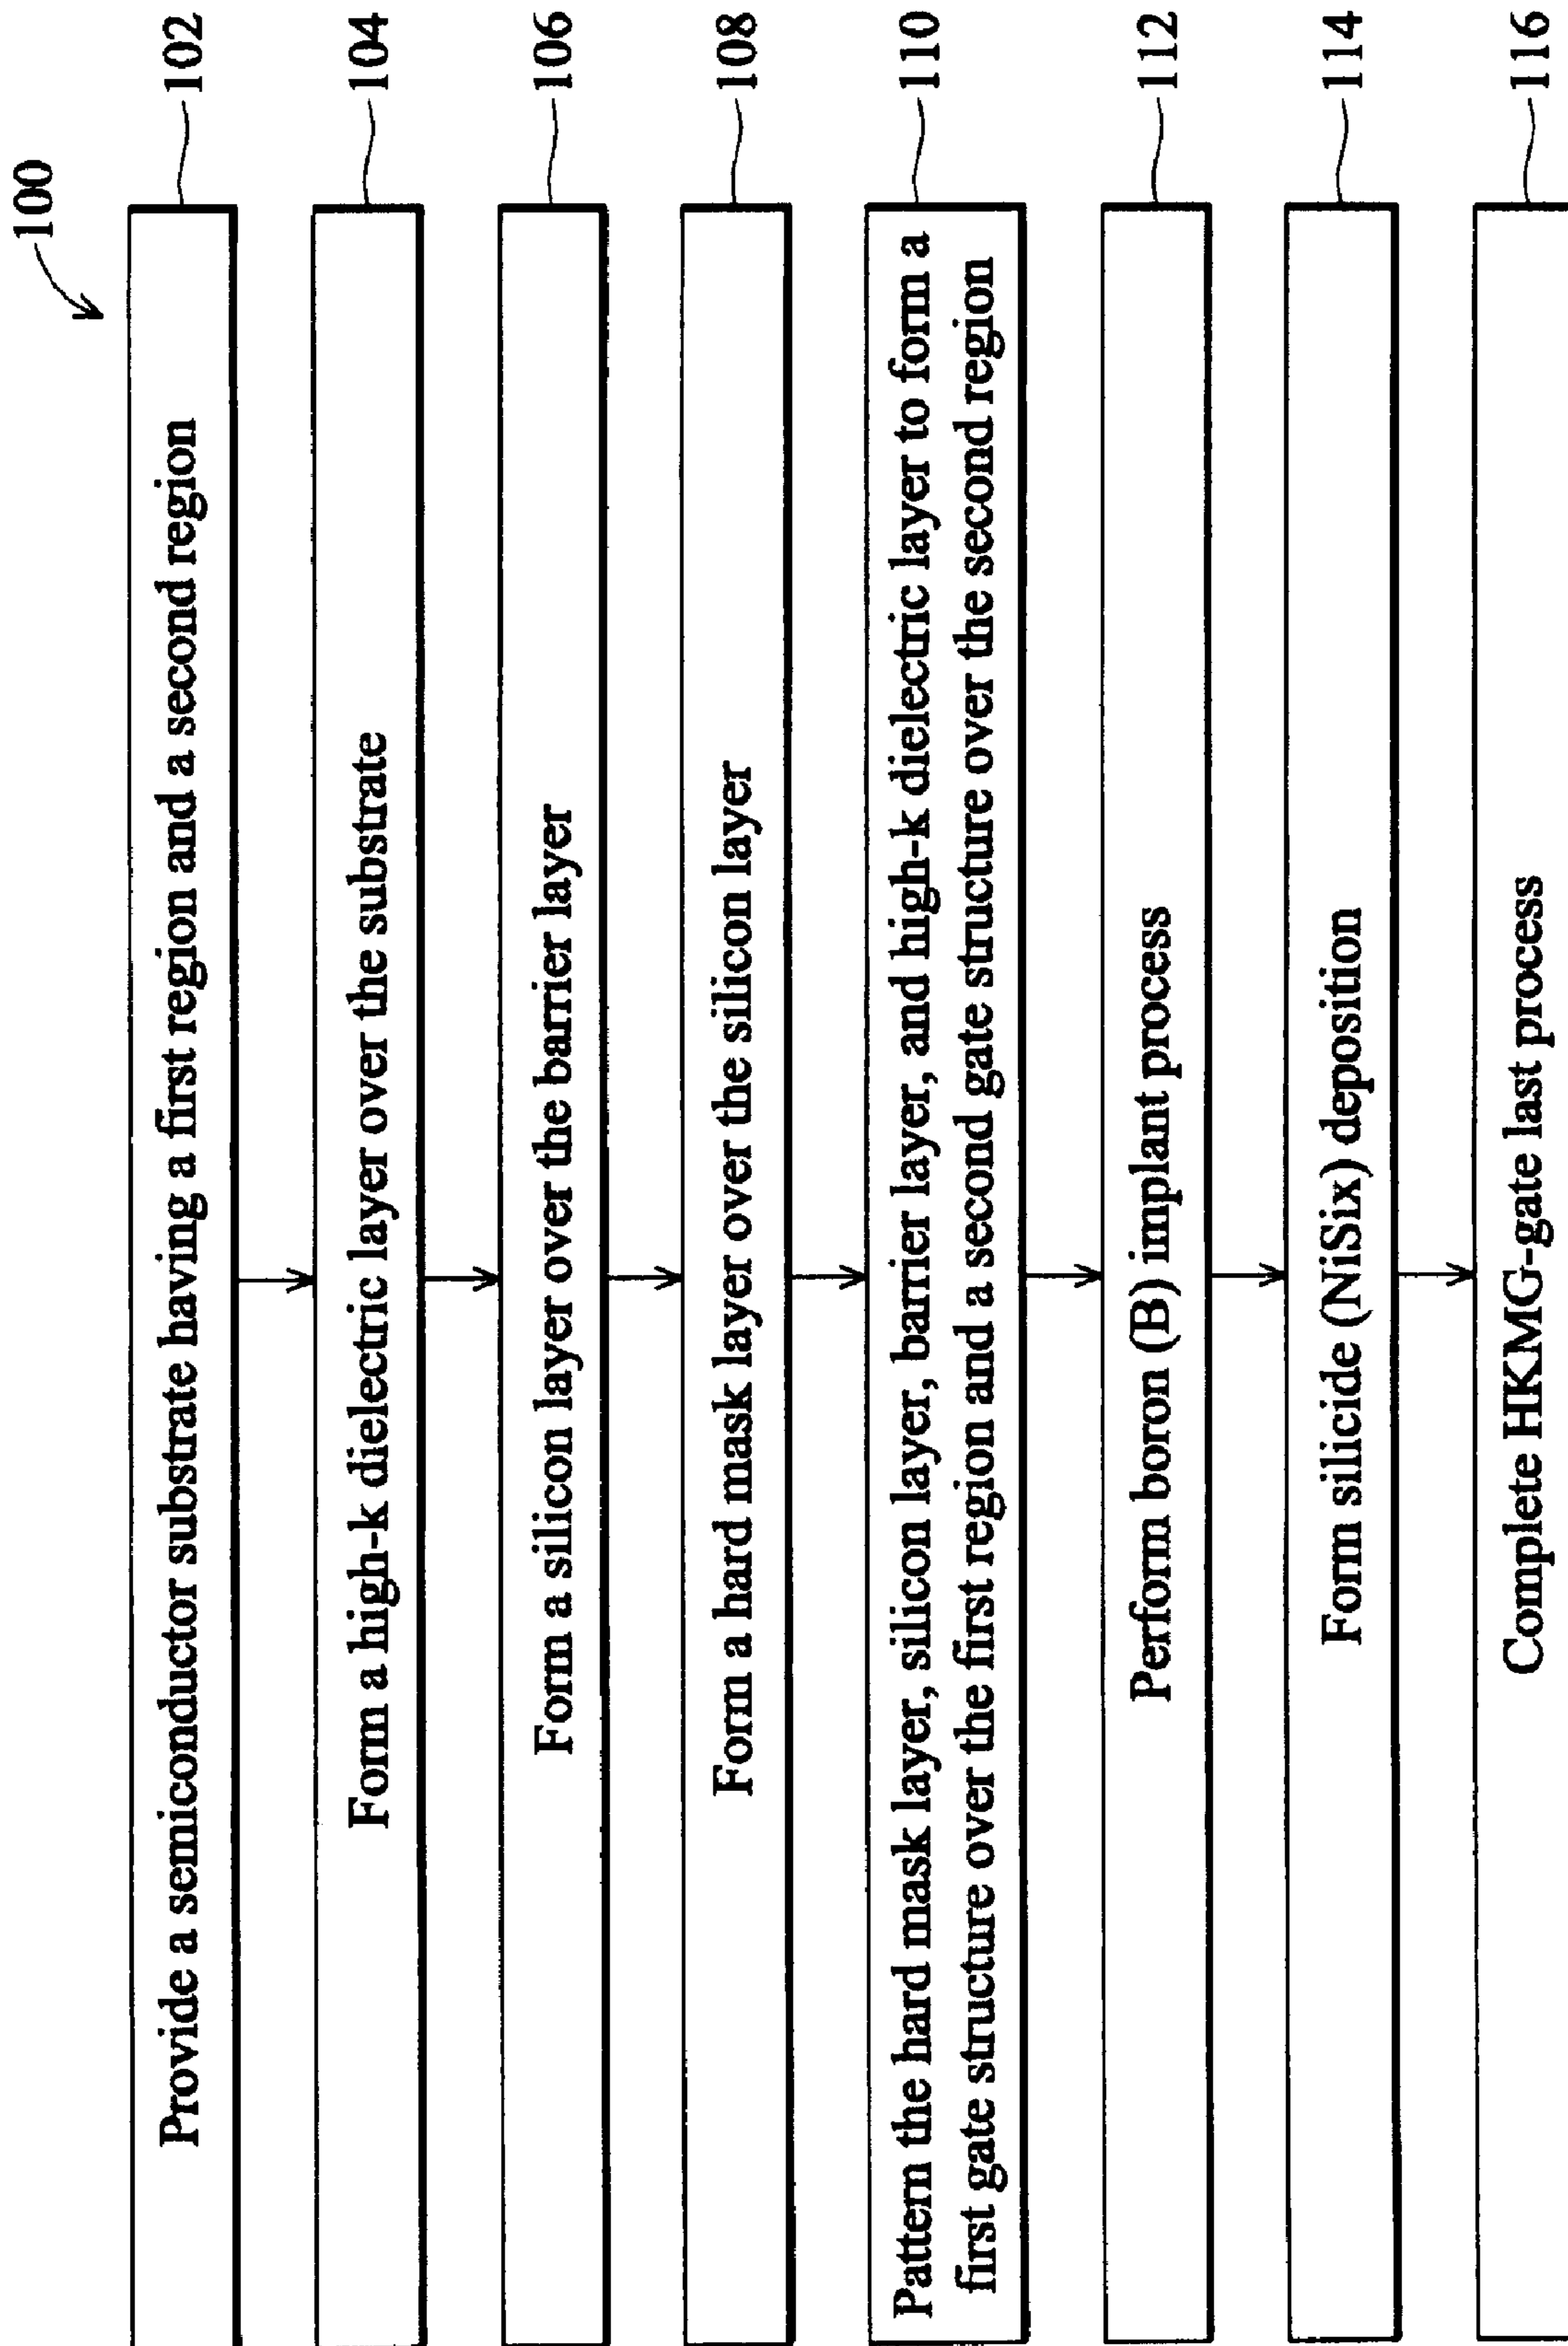 100
Provide a semiconductor substrate having a first region and a second region
102
Form a high-k dielectric layer over the substrate
104
Form a silicon layer over the barrier layer
106
Form a hard mask layer over the silicon layer
108
Pattern the hard mask layer, silicon layer, barrier layer, and high-k dielectric layer to form a
first gate structure over the first region and a second gate structure over the second region
110
Perform boron (B) implant process
112
Form silicide (NiSix) deposition
114
Complete HKMG-gate last process
116